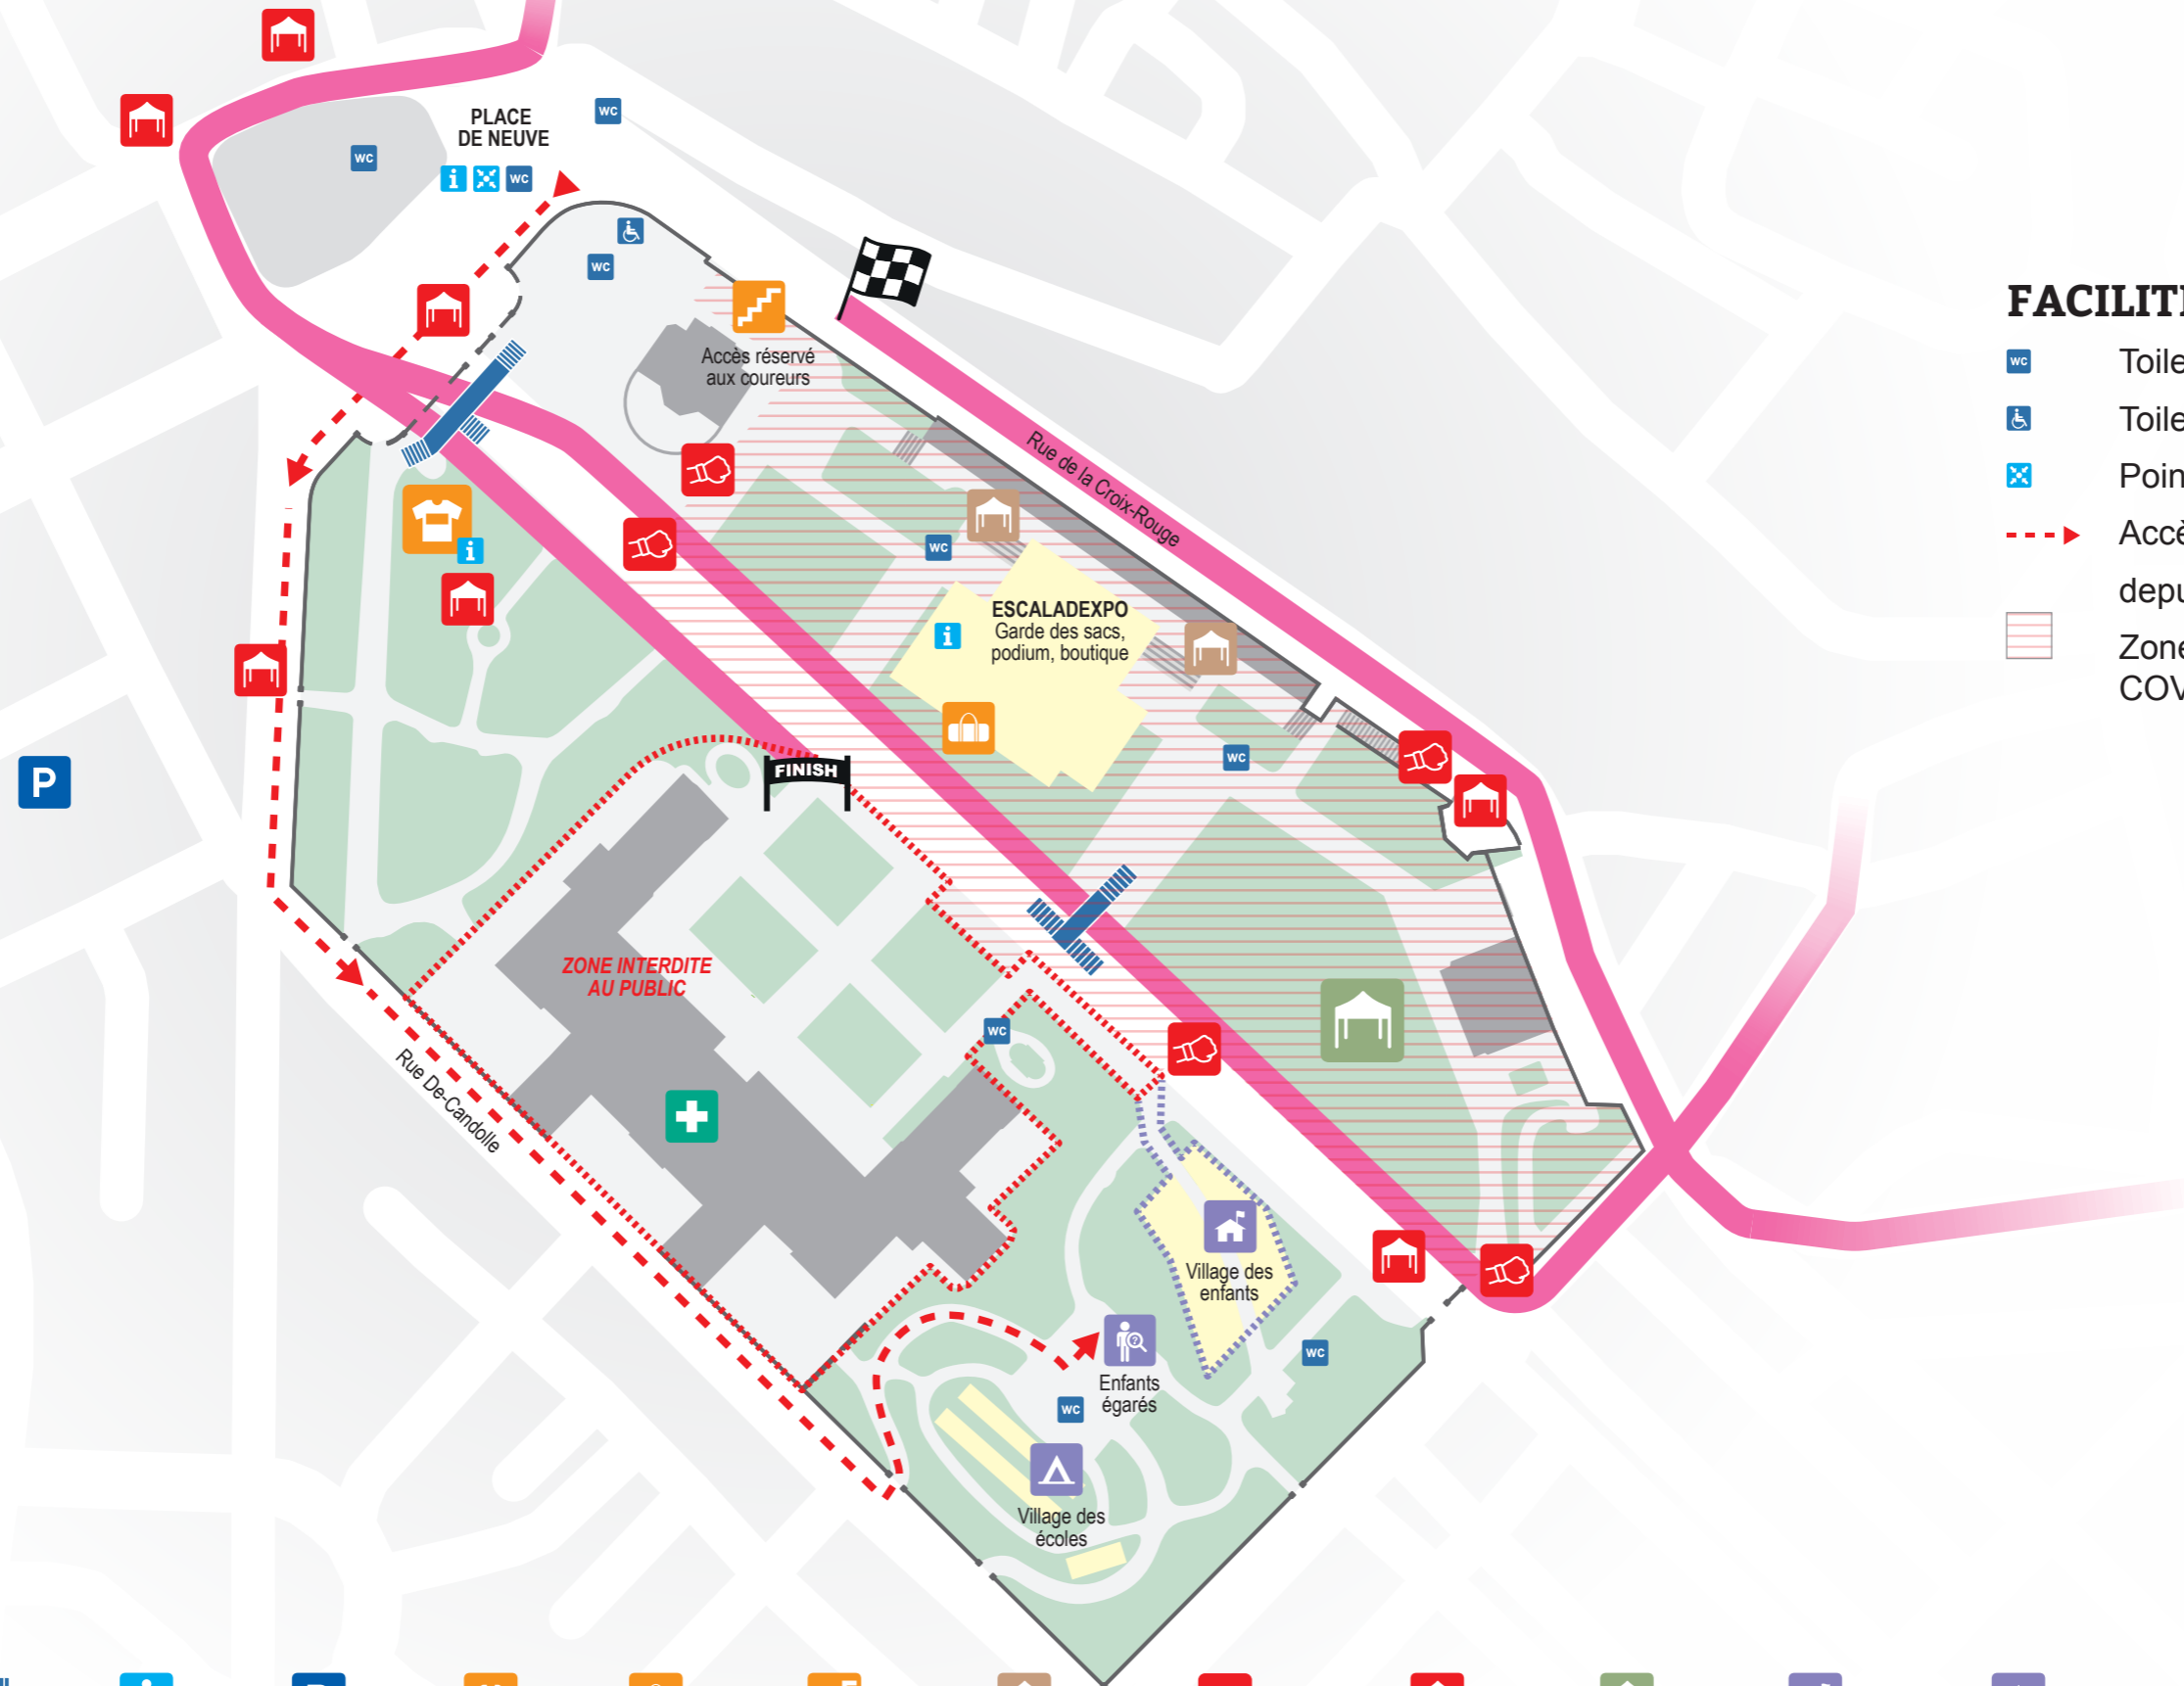 PLACE
DE NEUVE
WC
WC
i
WC
WC
Accès réservé
aux coureurs
Rue de la Croix-Rouge
i
WC
ESCALADEXPO
Garde des sacs,
podium, boutique
i
WC
P
FINISH
ZONE INTERDITE
AU PUBLIC
WC
Rue De-Candolle
Village des
enfants
Enfants
égarés
WC
WC
Village des
écoles
FACILITI
WC
Toile
Toile
Poin
Accè
depu
Zone
COV